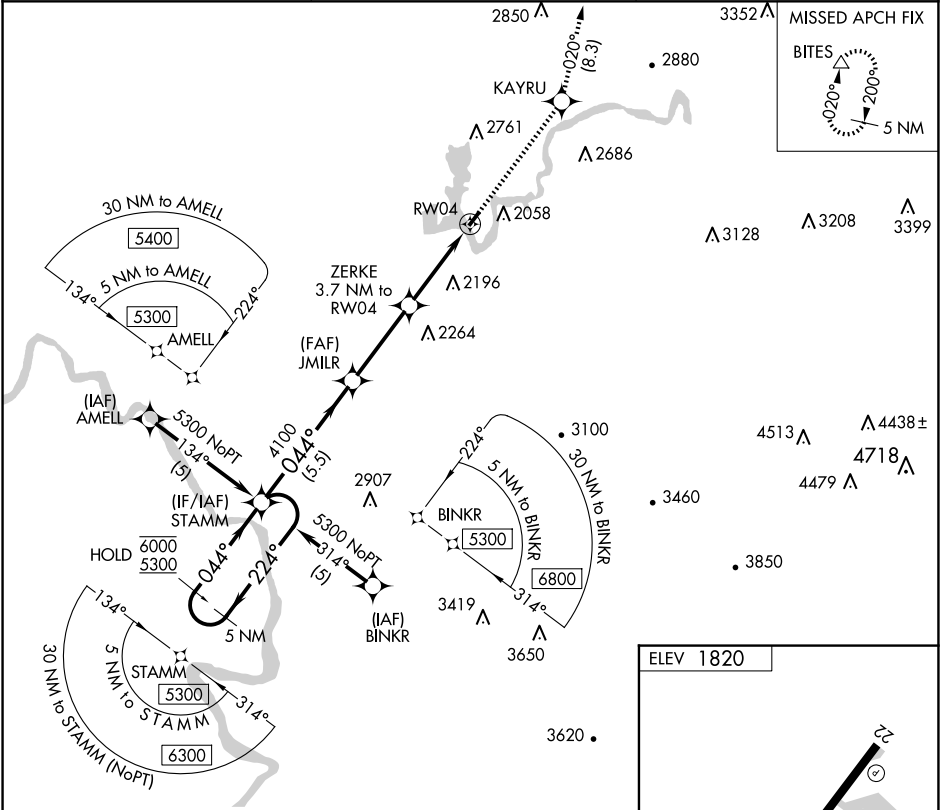 2850
3352
MISSED APCH FIX
BITES
020°
200°
5 NM
020°
(8.3)
2880
KAYRU
2761
2686
RW04
2058
3128
3208
3399
30 NM to AMELL
5400
5 NM to AMELL
134°
224°
5300
AMELL
ZERKE
3.7 NM to
RW04
2196
2264
(FAF)
JMILR
(IAF)
AMELL
5300 NoPT
134°
(5)
4100
044°
(5.5)
(IF/IAF)
STAMM
2907
HOLD
6000
5300
044°
224°
5 NM
5300 NoPT
314°
(5)
(IAF)
BINKR
224°
5 NM to BINKR
30 NM to BINKR
BINKR
5300
6800
314°
3100
4513
4438±
4718
4479
3460
3850
3419
3650
134°
STAMM
5300
5 NM to STAMM
314°
30 NM to STAMM (NoPT)
6300
3620
ELEV 1820
22
P